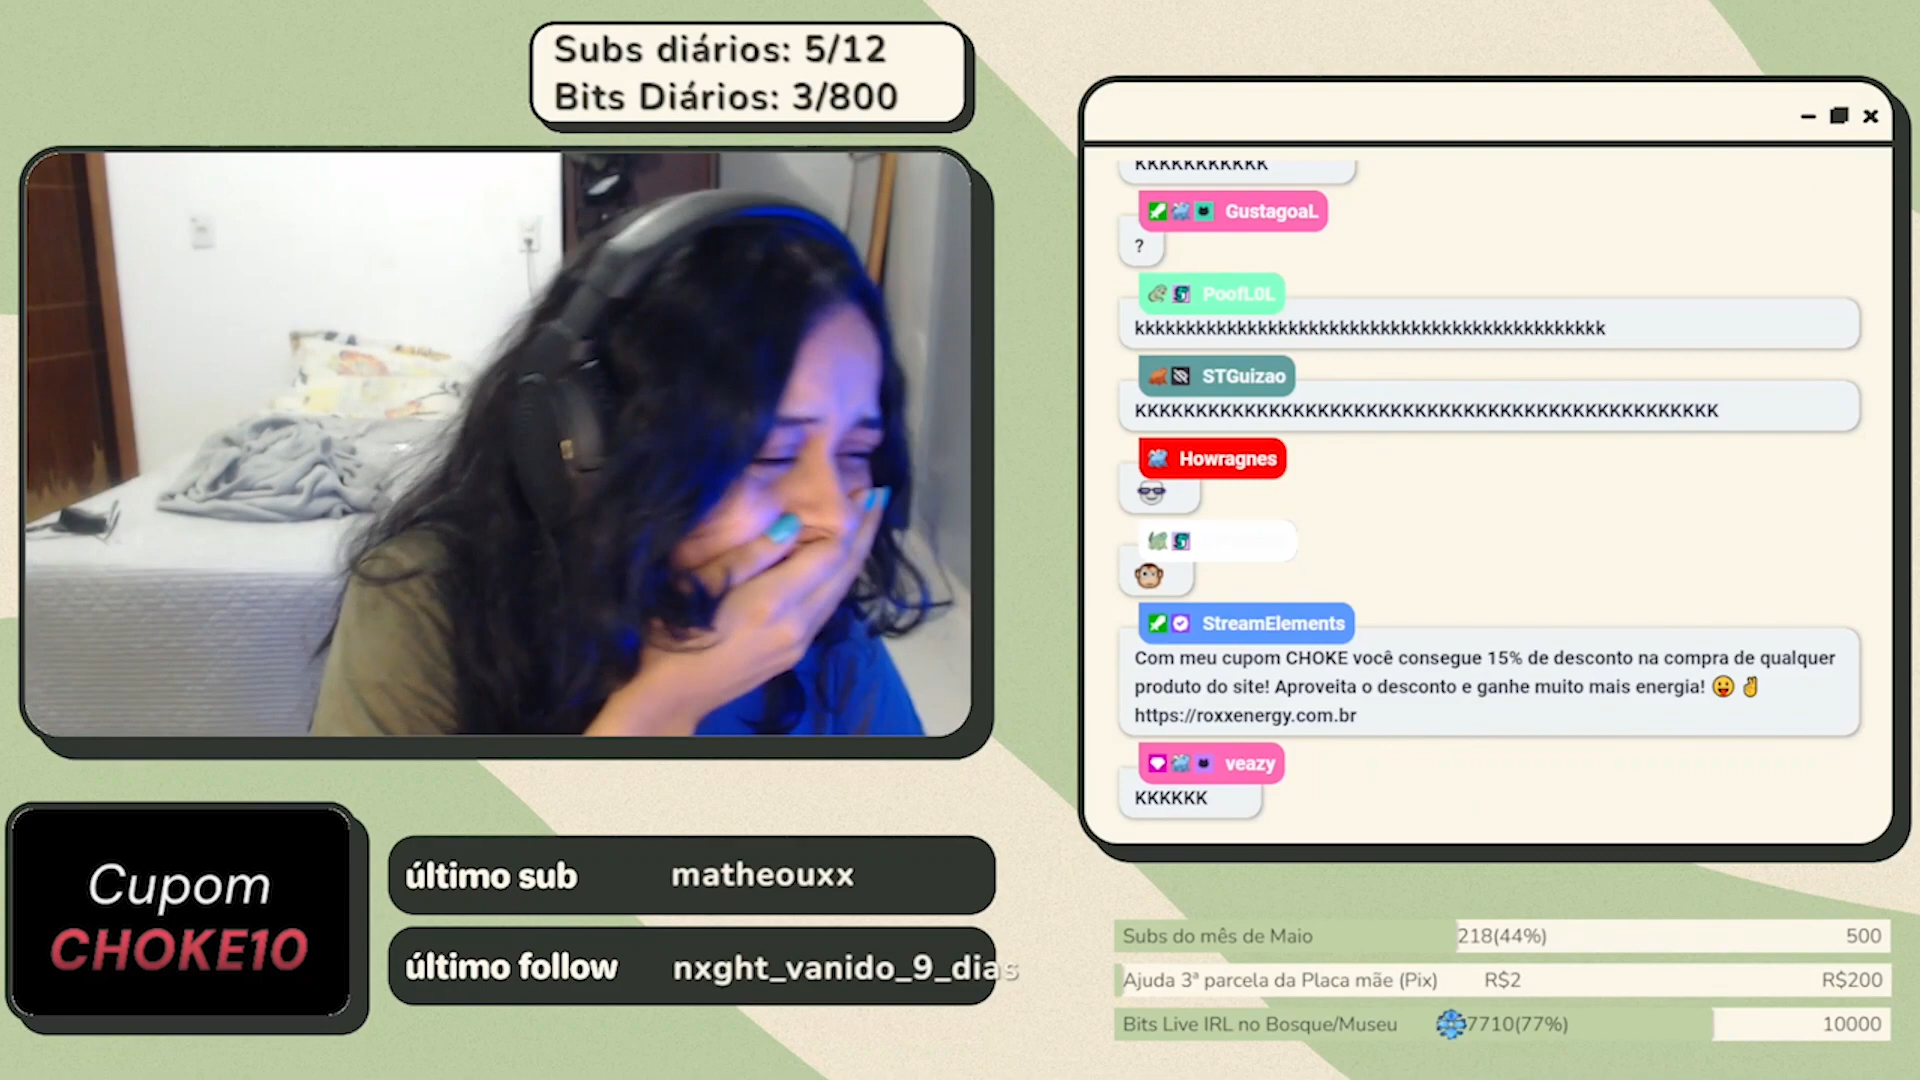 Subs diários: 5/12
Bits Diários: 3/800
KKKKKKKKKKK
GustagoaL
?
PoofL0L
kkkkkkkkkkkkkkkkkkkkkkkkkkkkkkkkkkkkkkkkkkkkkk
STGuizao
KKKKKKKKKKKKKKKKKKKKKKKKKKKKKKKKKKKKKKKKKKKKKKKK
Howragnes
StreamElements
Com meu cupom CHOKE você consegue 15% de desconto na compra de qualquer
produto do site! Aproveita o desconto e ganhe muito mais energia! 😛 ✌
https://roxxenergy.com.br
veazy
KKKKKK
Cupom
CHOKE10
último sub matheouxx
último follow nxght_vanido_9_dias
Subs do mês de Maio 218(44%) 500
Ajuda 3ª parcela da Placa mãe (Pix) R$2 R$200
Bits Live IRL no Bosque/Museu 7710(77%) 10000